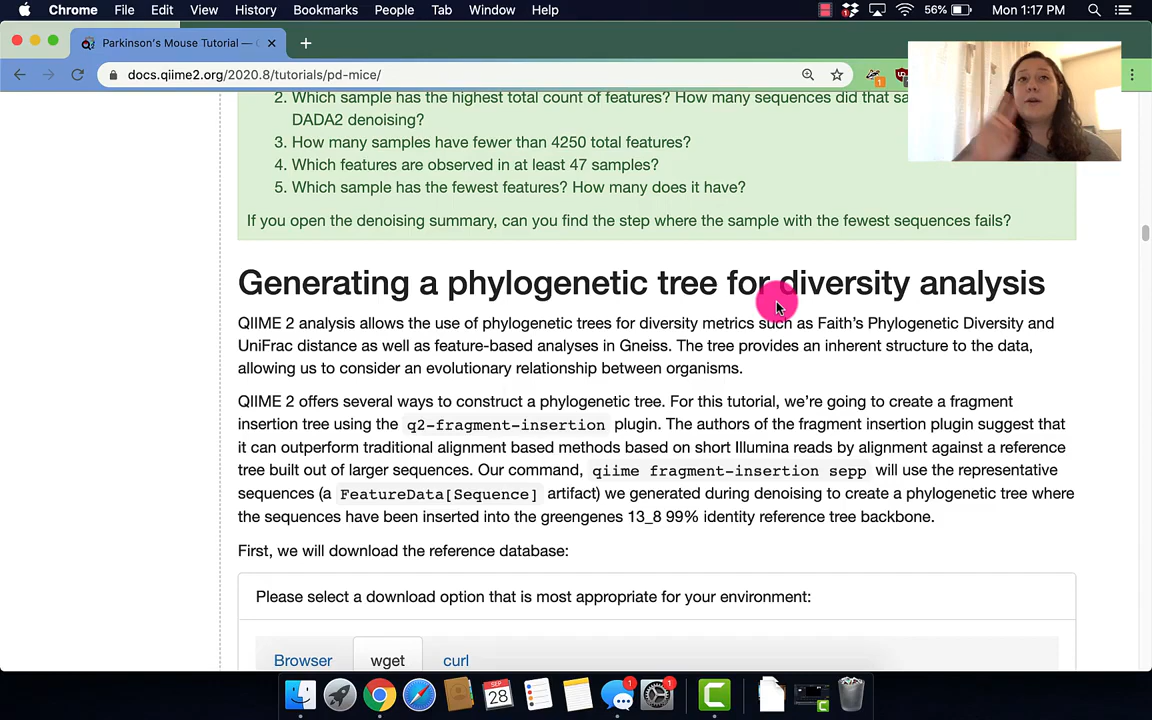 Chrome File Edit View History Bookmarks People Tab Window Help 56% Mon 1:17 PM
Parkinson's Mouse Tutorial —
docs.qiime2.org/2020.8/tutorials/pd-mice/
2. Which sample has the highest total count of features? How many sequences did that
DADA2 denoising?
3. How many samples have fewer than 4250 total features?
4. Which features are observed in at least 47 samples?
5. Which sample has the fewest features? How many does it have?
If you open the denoising summary, can you find the step where the sample with the fewest sequences fails?
Generating a phylogenetic tree for diversity analysis
QIIME 2 analysis allows the use of phylogenetic trees for diversity metrics such as Faith's Phylogenetic Diversity and
UniFrac distance as well as feature-based analyses in Gneiss. The tree provides an inherent structure to the data,
allowing us to consider an evolutionary relationship between organisms.
QIIME 2 offers several ways to construct a phylogenetic tree. For this tutorial, we're going to create a fragment
insertion tree using the q2-fragment-insertion plugin. The authors of the fragment insertion plugin suggest that
it can outperform traditional alignment based methods based on short Illumina reads by alignment against a reference
tree built out of larger sequences. Our command, qiime fragment-insertion sepp will use the representative
sequences (a FeatureData[Sequence] artifact) we generated during denoising to create a phylogenetic tree where
the sequences have been inserted into the greengenes 13_8 99% identity reference tree backbone.
First, we will download the reference database:
Please select a download option that is most appropriate for your environment:
Browser wget curl
SEP
28
1
1